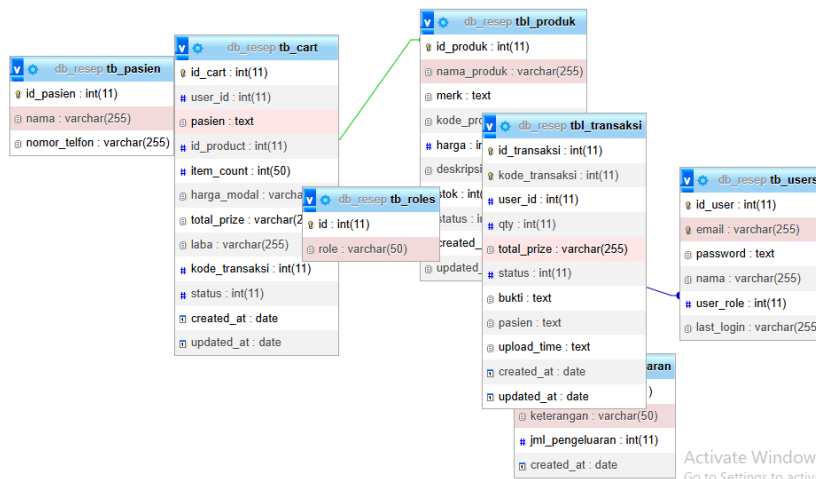 db_resep tb_pasien
id_pasien : int(11)
nama : varchar(255)
nomor_telfon : varchar(255)
db_resep tb_cart
id_cart : int(11)
user_id : int(11)
pasien : text
id_product : int(11)
item_count : int(50)
harga_modal : varcha
total_prize : varchar(2
laba : varchar(255)
kode_transaksi : int(11)
status : int(11)
created_at : date
updated_at : date
db_resep tb_roles
id : int(11)
role : varchar(50)
db_resep tbl_produk
id_produk : int(11)
nama_produk : varchar(255)
merk : text
kode_pro
harga : in
deskripsi
stok : int(
status : i
created_
updated_
db_resep tbl_transaksi
id_transaksi : int(11)
kode_transaksi : int(11)
user_id : int(11)
qty : int(11)
total_prize : varchar(255)
status : int(11)
bukti : text
pasien : text
upload_time : text
created_at : date
updated_at : date
aran
)
keterangan : varchar(50)
jml_pengeluaran : int(11)
created_at : date
db_resep tb_users
id_user : int(11)
email : varchar(255)
password : text
nama : varchar(255)
user_role : int(11)
last_login : varchar(255
Activate Window
Go to Settings to activ